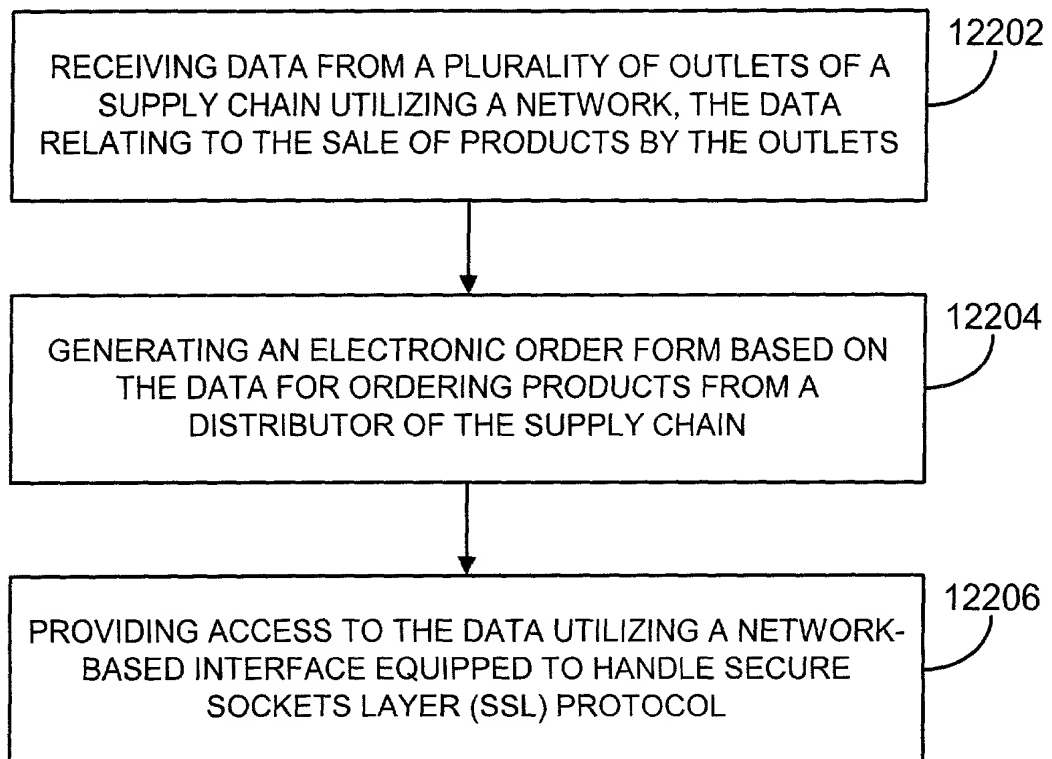 12202
RECEIVING DATA FROM A PLURALITY OF OUTLETS OF A
SUPPLY CHAIN UTILIZING A NETWORK, THE DATA
RELATING TO THE SALE OF PRODUCTS BY THE OUTLETS
12204
GENERATING AN ELECTRONIC ORDER FORM BASED ON
THE DATA FOR ORDERING PRODUCTS FROM A
DISTRIBUTOR OF THE SUPPLY CHAIN
12206
PROVIDING ACCESS TO THE DATA UTILIZING A NETWORK-
BASED INTERFACE EQUIPPED TO HANDLE SECURE
SOCKETS LAYER (SSL) PROTOCOL